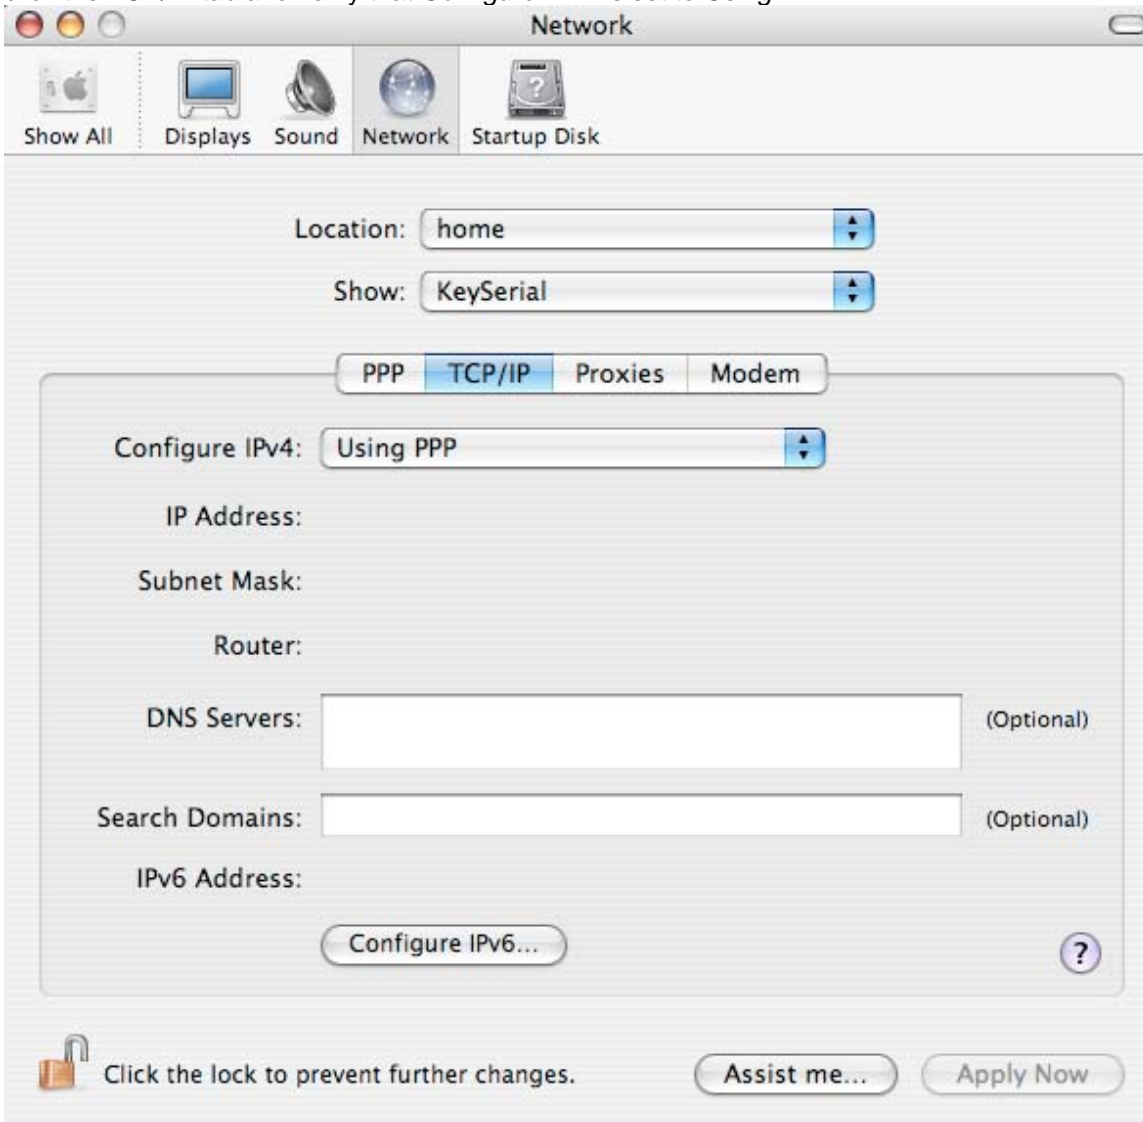 Network
Show All Displays Sound Network Startup Disk
Location: home
Show: KeySerial
PPP TCP/IP Proxies Modem
Configure IPv4: Using PPP
IP Address:
Subnet Mask:
Router:
DNS Servers: (Optional)
Search Domains: (Optional)
IPv6 Address:
Configure IPv6...
?
Click the lock to prevent further changes. Assist me... Apply Now